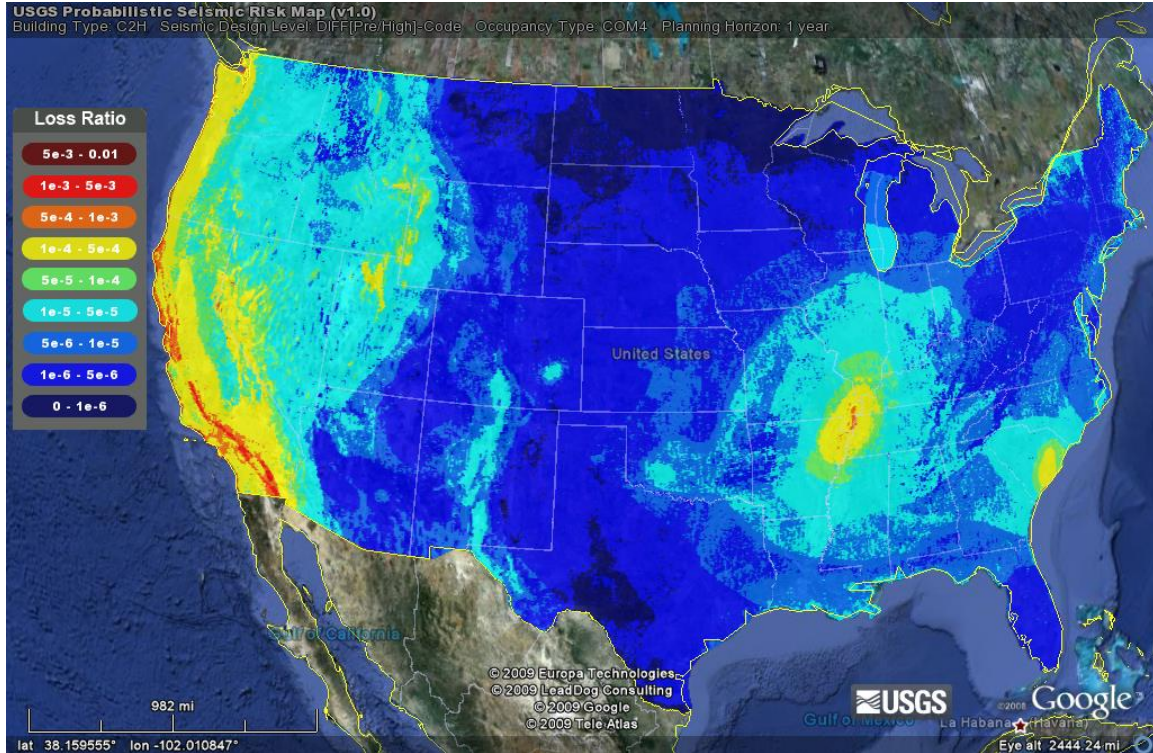 USGS Probabilistic Seismic Risk Map (v1.0)
Building Type: C2H Seismic Design Level: DIFF[Pre/High]-Code Occupancy Type: COM4 Planning Horizon: 1 year
Loss Ratio
5e-3 - 0.01
1e-3 - 5e-3
5e-4 - 1e-3
1e-4 - 5e-4
5e-5 - 1e-4
1e-5 - 5e-5
5e-6 - 1e-5
1e-6 - 5e-6
0 - 1e-6
United States
Gulf of California
© 2009 Europa Technologies
© 2009 LeadDog Consulting
© 2009 Google
© 2009 Tele Atlas
USGS
©2008 Google
Gulf of Mexico
La Habana (Havana)
982 mi
lat 38.159555° lon -102.010847°
Eye alt 2444.24 mi